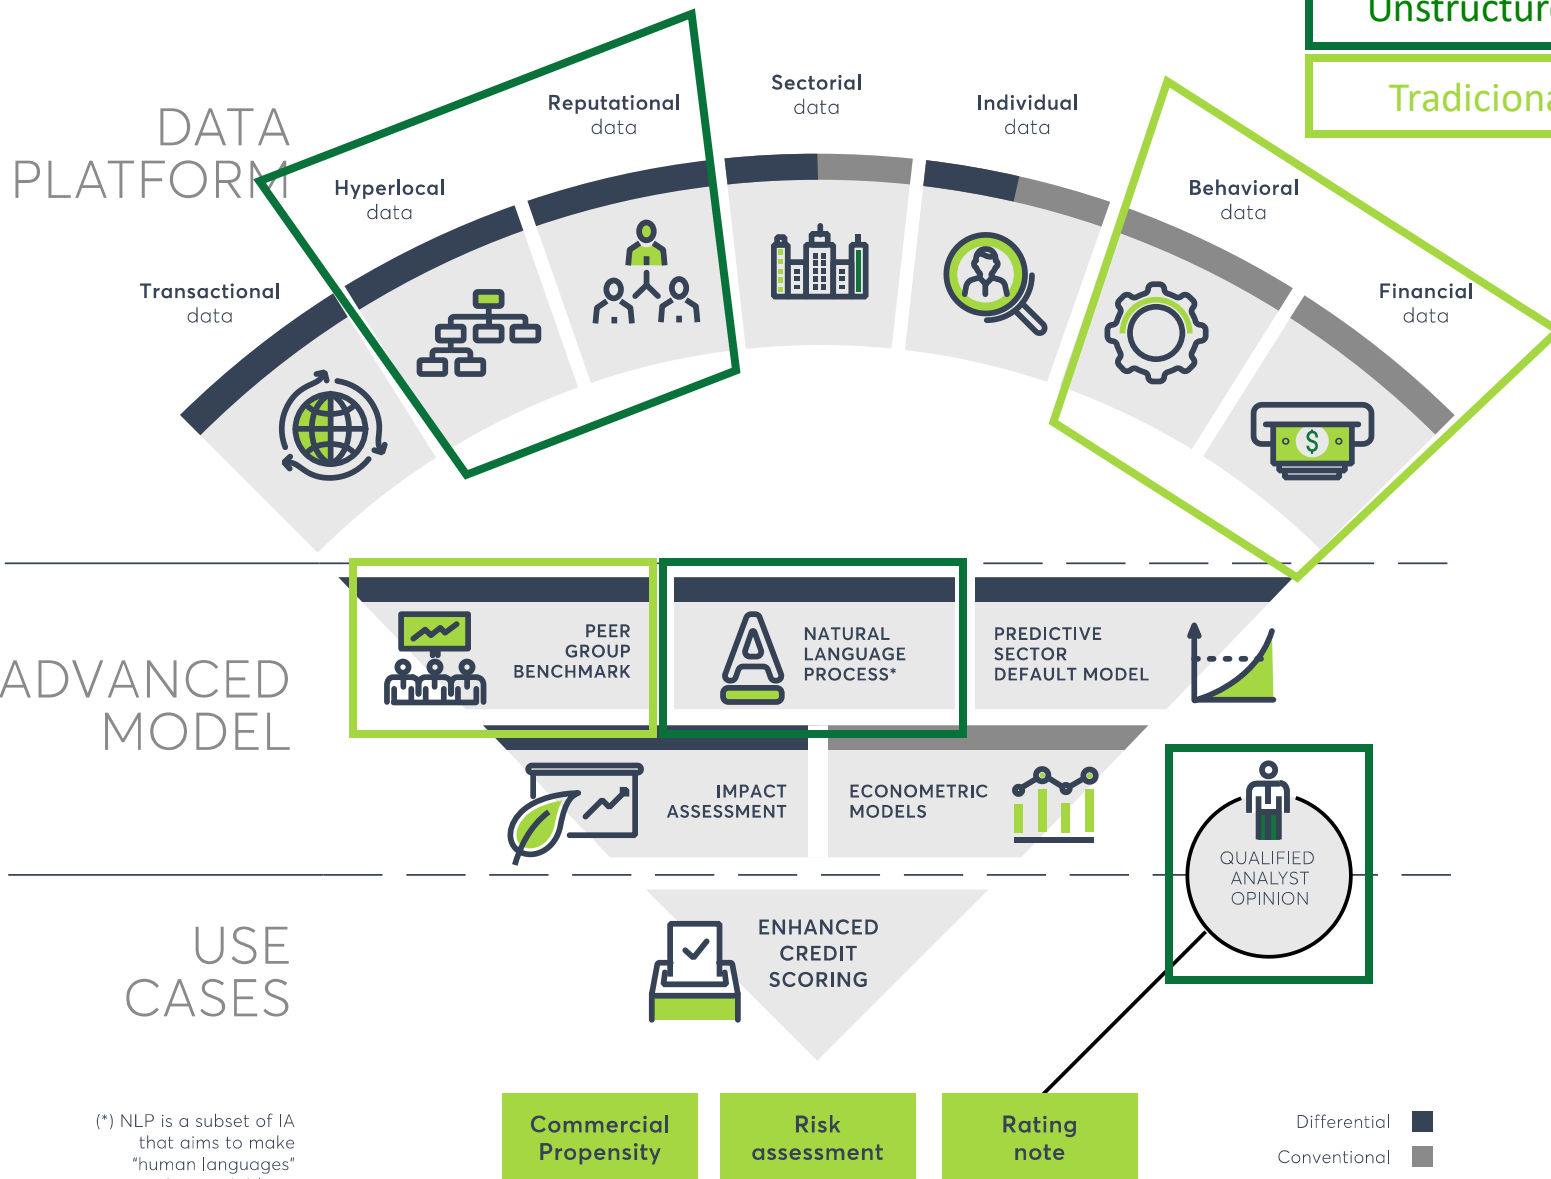 Tradiciona
DATA
PLATFORM
Transactional
data
Hyperlocal
data
Reputational
data
Sectorial
data
Individual
data
Behavioral
data
Financial
data
$
ADVANCED
MODEL
PEER
GROUP
BENCHMARK
NATURAL
LANGUAGE
PROCESS*
PREDICTIVE
SECTOR
DEFAULT MODEL
IMPACT
ASSESSMENT
ECONOMETRIC
MODELS
QUALIFIED
ANALYST
OPINION
USE
CASES
ENHANCED
CREDIT
SCORING
(*) NLP is a subset of IA
that aims to make
"human languages"
Commercial
Propensity
Risk
assessment
Rating
note
Differential
Conventional